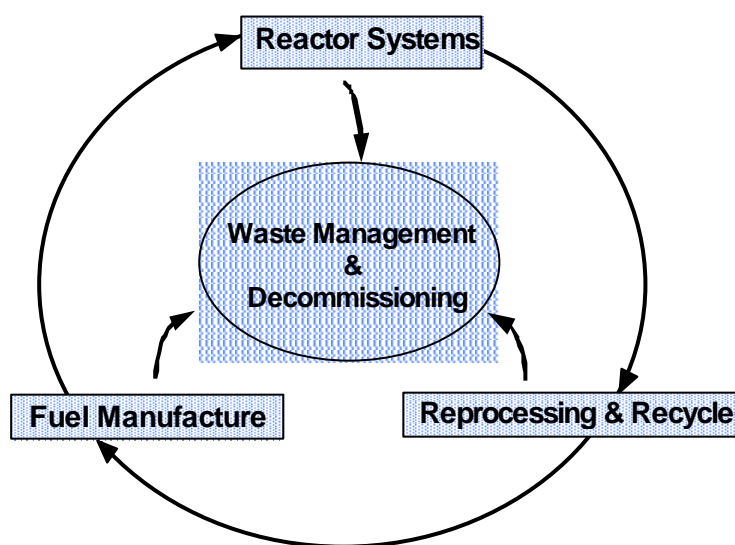 Reactor Systems
Waste Management
&
Decommissioning
Fuel Manufacture
Reprocessing & Recycle